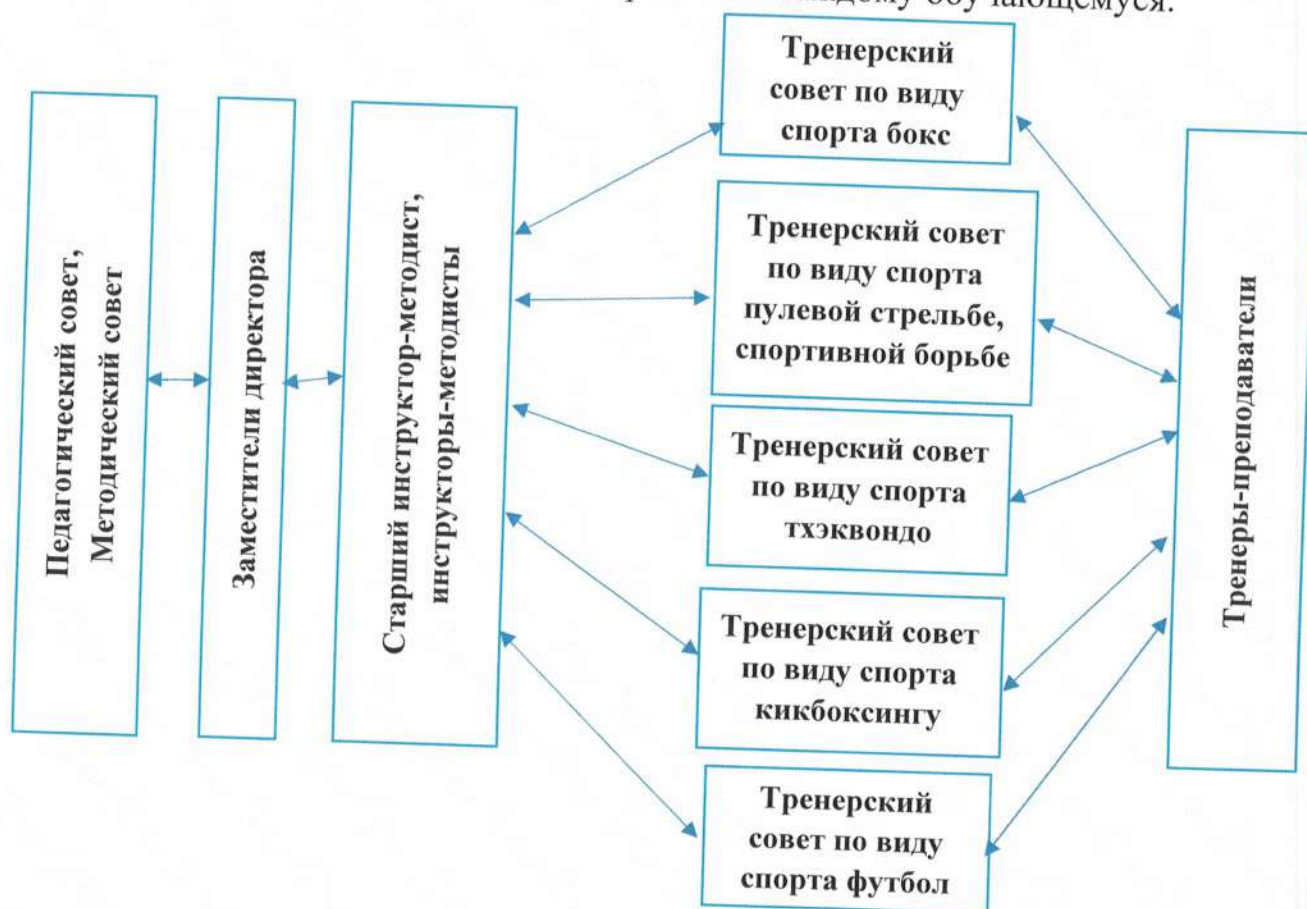 обучающемуся.
Педагогический совет,
Методический совет
Заместители директора
Старший инструктор-методист,
инструкторы-методисты
Тренерский
совет по виду
спорта бокс
Тренерский совет
по виду спорта
пулевой стрельбе,
спортивной борьбе
Тренерский совет
по виду спорта
тхэквондо
Тренерский совет
по виду спорта
кикбоксингу
Тренерский
совет по виду
спорта футбол
Тренеры-преподаватели